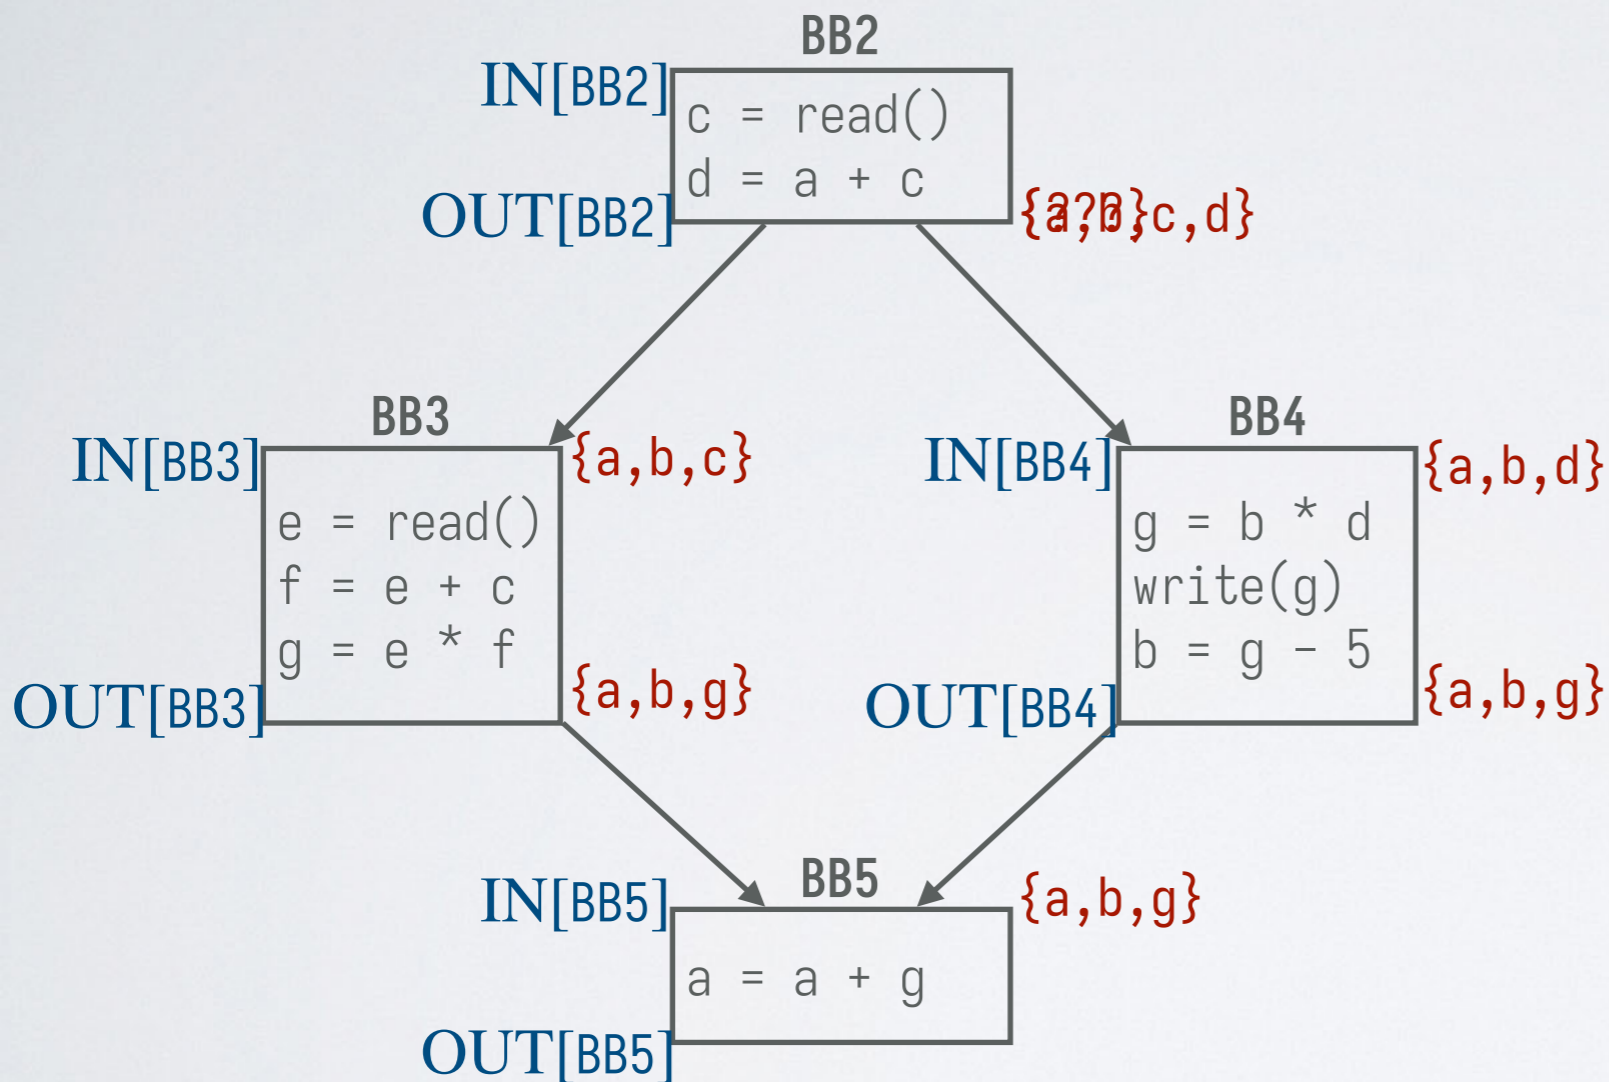 BB2
IN[BB2]
c = read()
d = a + c
OUT[BB2]
c,d}
BB3
IN[BB3]
{a,b,c}
e = read()
f = e + c
g = e * f
OUT[BB3]
{a,b,g}
BB4
IN[BB4]
{a,b,d}
g = b * d
write(g)
b = g - 5
OUT[BB4]
{a,b,g}
BB5
IN[BB5]
{a,b,g}
a = a + g
OUT[BB5]